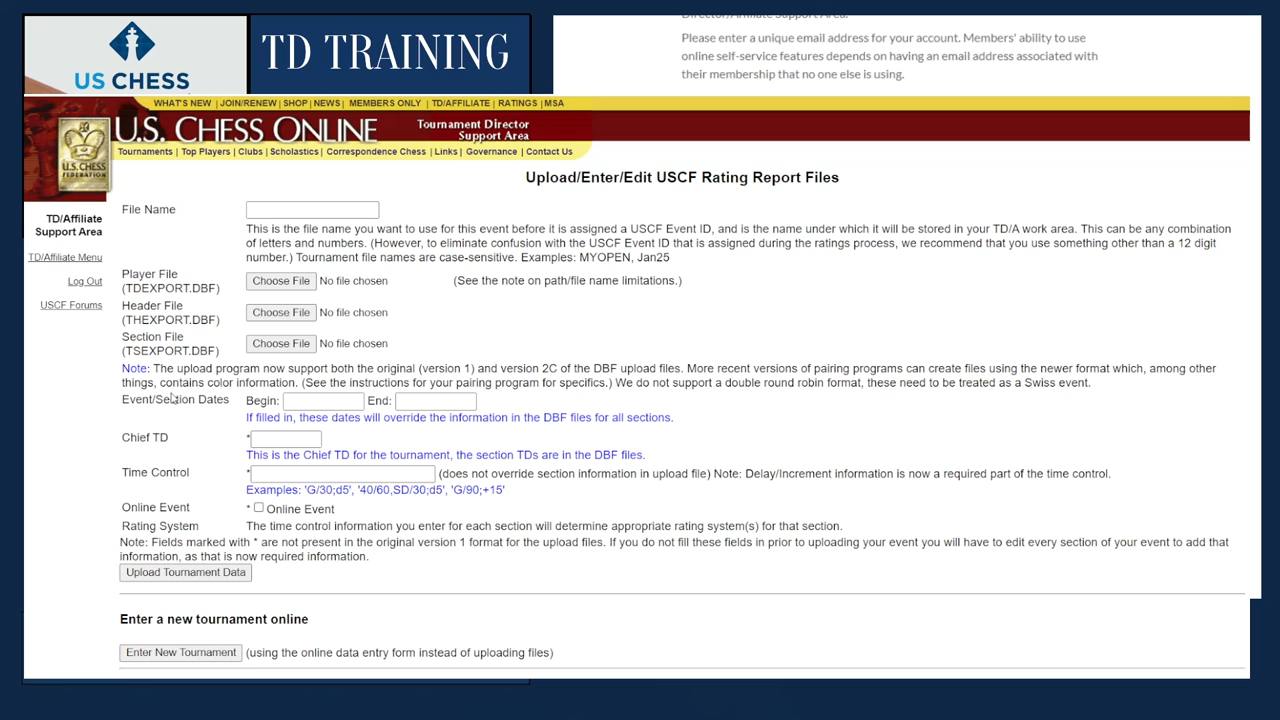 US CHESS
TD TRAINING
Director/Affiliate Support Area.
Please enter a unique email address for your account. Members' ability to use
online self-service features depends on having an email address associated
with their membership that no one else is using.
WHAT'S NEW | JOIN/RENEW | SHOP | NEWS | MEMBERS ONLY | TD/AFFILIATE | RATINGS | MSA
U.S. CHESS ONLINE
Tournament Director
Support Area
U.S. CHESS
FEDERATION
Tournaments | Top Players | Clubs | Scholastics | Correspondence Chess | Links | Governance | Contact Us
TD/Affiliate
Support Area
TD/Affiliate Menu
Log Out
USCF Forums
Upload/Enter/Edit USCF Rating Report Files
File Name
This is the file name you want to use for this event before it is assigned a USCF Event ID, and is the name under which it will be stored in your TD/A work area. This can be any combination
of letters and numbers. (However, to eliminate confusion with the USCF Event ID that is assigned during the ratings process, we recommend that you use something other than a 12 digit
number.) Tournament file names are case-sensitive. Examples: MYOPEN, Jan25
Player File
(TDEXPORT.DBF)
Choose File No file chosen (See the note on path/file name limitations.)
Header File
(THEXPORT.DBF)
Choose File No file chosen
Section File
(TSEXPORT.DBF)
Choose File No file chosen
Note: The upload program now support both the original (version 1) and version 2C of the DBF upload files. More recent versions of pairing programs can create files using the newer format which, among other
things, contains color information. (See the instructions for your pairing program for specifics.) We do not support a double round robin format, these need to be treated as a Swiss event.
Event/Section Dates Begin: End:
If filled in, these dates will override the information in the DBF files for all sections.
Chief TD *
This is the Chief TD for the tournament, the section TDs are in the DBF files.
Time Control * (does not override section information in upload file) Note: Delay/Increment information is now a required part of the time control.
Examples: 'G/30;d5', '40/60,SD/30;d5', 'G/90;+15'
Online Event * Online Event
Rating System The time control information you enter for each section will determine appropriate rating system(s) for that section.
Note: Fields marked with * are not present in the original version 1 format for the upload files. If you do not fill these fields in prior to uploading your event you will have to edit every section of your event to add that
information, as that is now required information.
Upload Tournament Data
Enter a new tournament online
Enter New Tournament (using the online data entry form instead of uploading files)